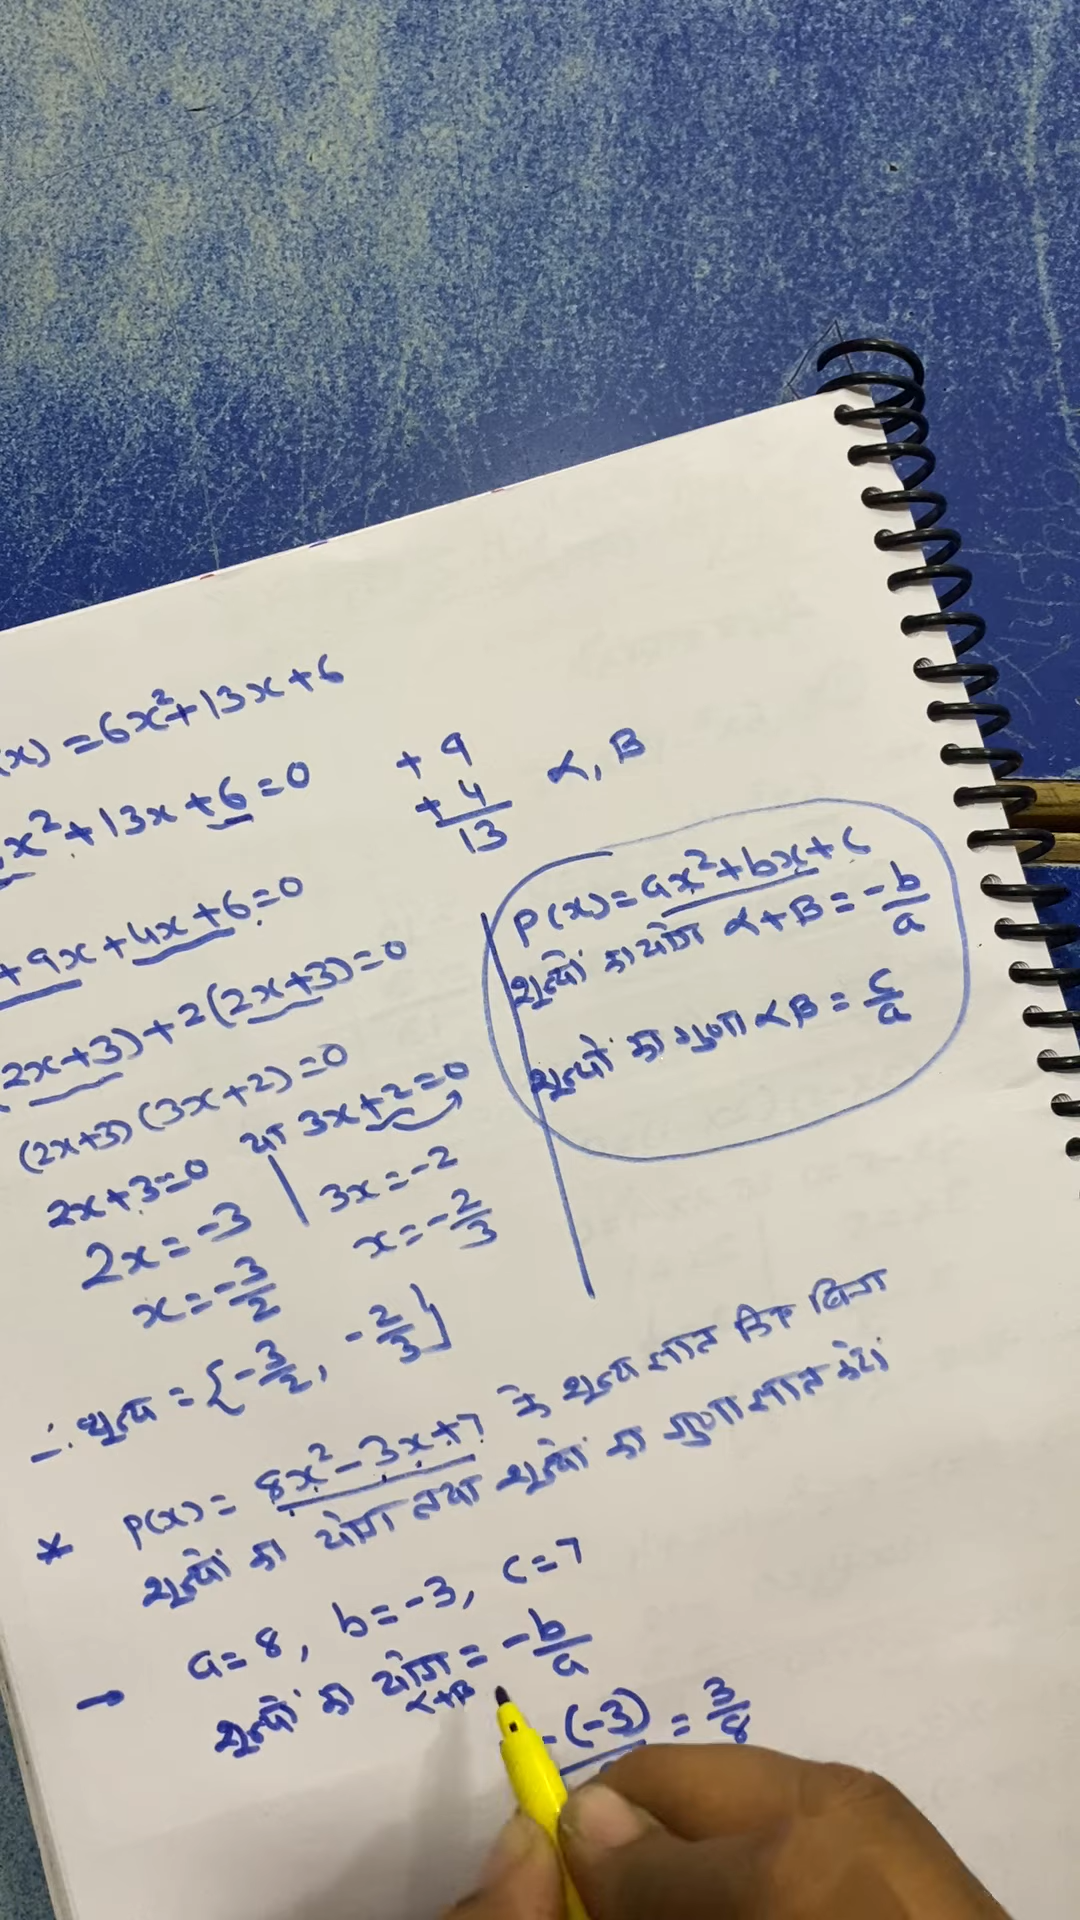 (x) = 6x²+13x+6
x²+13x+6=0
+9x+4x+6=0
(2x+3)+2(2x+3)=0
(2x+3)(3x+2)=0
2x+3=0 या 3x+2=0
2x=-3
x=-3/2
3x=-2
x=-2/3
∴ शून्य = {-3/2, -2/3}
+9
+4
13
α, β
P(x)=ax²+bx+c
शून्यों का योग α+β=-b/a
शून्यों का गुणा αβ=c/a
* P(x)= 8x²-3x+7 के शून्य ज्ञात किए बिना
शून्यों का योग तथा शून्यों का गुणा ज्ञात करो
→ a=8, b=-3, c=7
शून्यों का योग = -b/a
α+β
-(-3) = 3/8